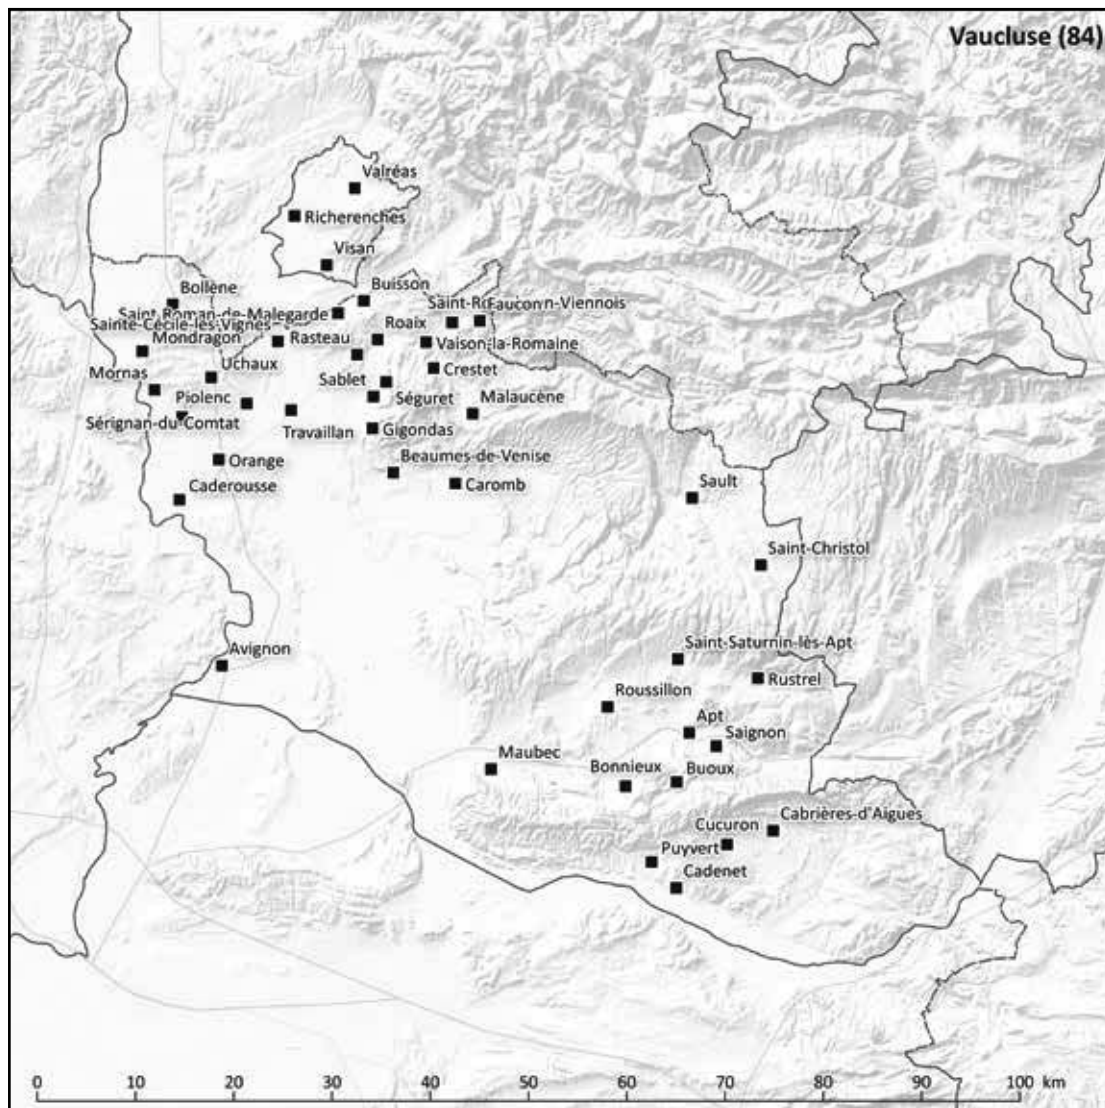 Vaucluse (84)
Valréas
Richerenches
Visan
Buisson
Bollène
Faucon
n-Viennois
Saint-Roman-de-Malegarde
Sainte-Cécile-les-Vignes
Roaix
Mondragon
Rasteau
Vaison-la-Romaine
Uchaux
Crestet
Mornas
Sablet
Piolenc
Séguret
Malaucène
Sérignan-du-Comtat
Travaillan
Gigondas
Beaumes-de-Venise
Orange
Caromb
Caderousse
Sault
Saint-Christol
Avignon
Saint-Saturnin-lès-Apt
Rustrel
Roussillon
Apt
Saignon
Maubec
Bonnieux
Buoux
Cabrières-d'Aigues
Cucuron
Puyvert
Cadenet
0 10 20 30 40 50 60 70 80 90 100 km